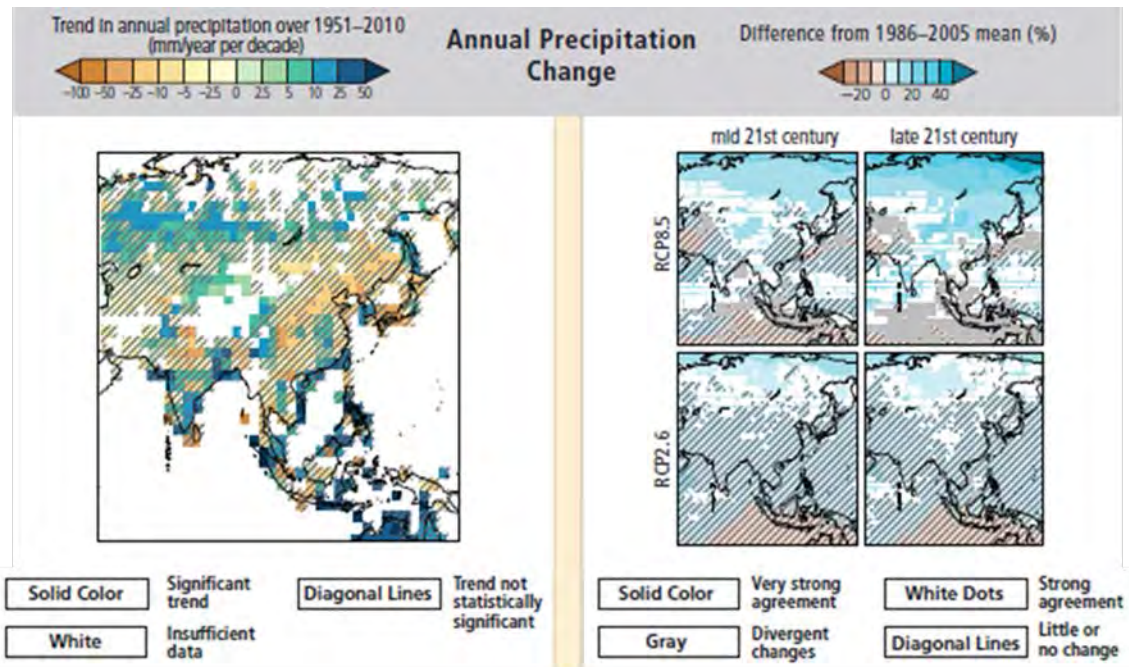 Trend in annual precipitation over 1951–2010
(mm/year per decade)
-100 -50 -25 -10 -5 -2.5 0 2.5 5 10 25 50
Annual Precipitation
Change
Difference from 1986–2005 mean (%)
-20 0 20 40
mid 21st century
late 21st century
RCP8.5
RCP2.6
Solid Color
Significant
trend
Diagonal Lines
Trend not
statistically
significant
White
Insufficient
data
Solid Color
Very strong
agreement
White Dots
Strong
agreement
Gray
Divergent
changes
Diagonal Lines
Little or
no change